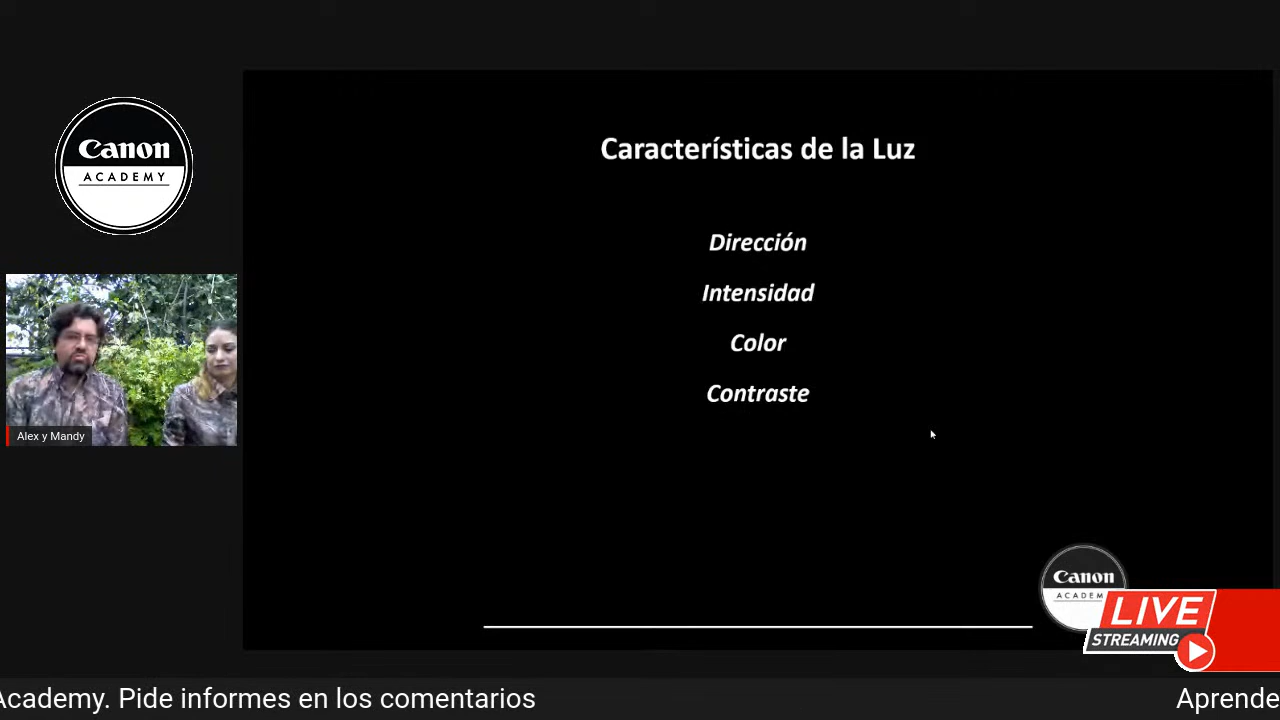 Canon
ACADEMY
Características de la Luz
Dirección
Intensidad
Color
Contraste
Alex y Mandy
Canon
ACADEM
LIVE
STREAMING
Academy. Pide informes en los comentarios
Aprende